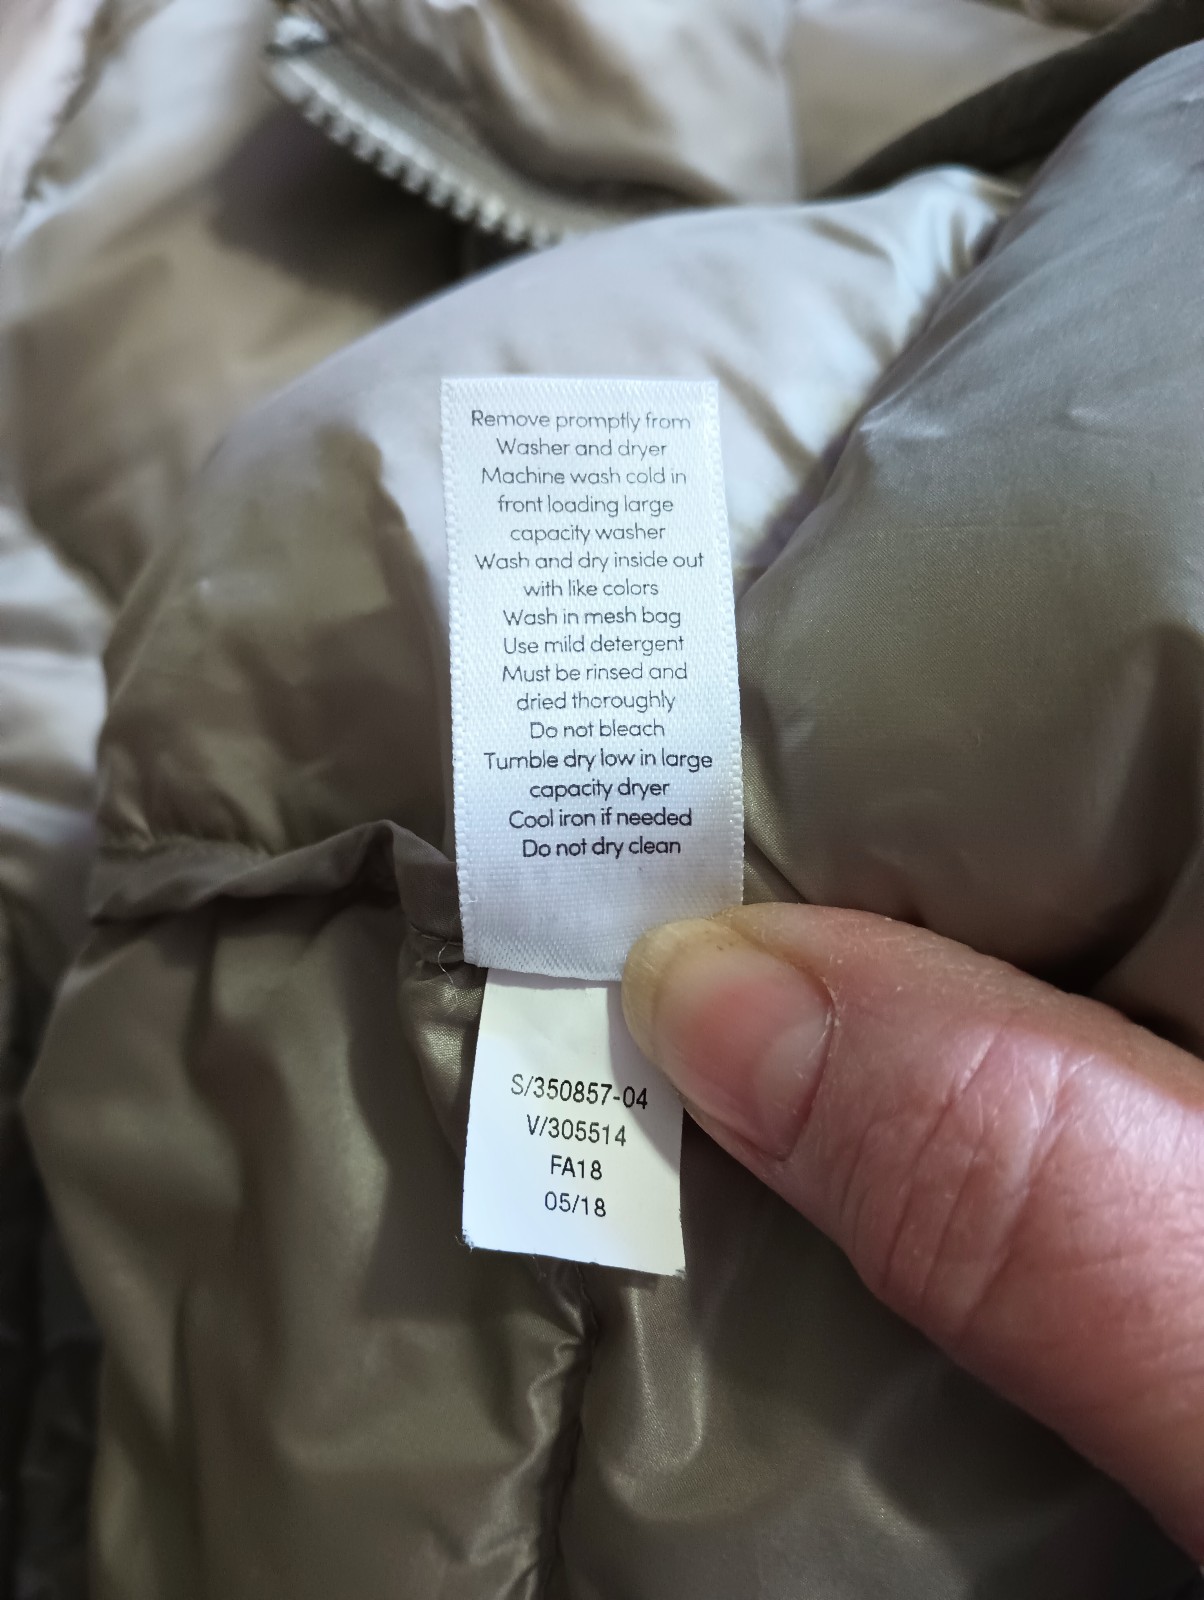 Remove promptly from
Washer and dryer
Machine wash cold in
front loading large
capacity washer
Wash and dry inside out
with like colors
Wash in mesh bag
Use mild detergent
Must be rinsed and
dried thoroughly
Do not bleach
Tumble dry low in large
capacity dryer
Cool iron if needed
Do not dry clean
S/350857-04
V/305514
FA18
05/18